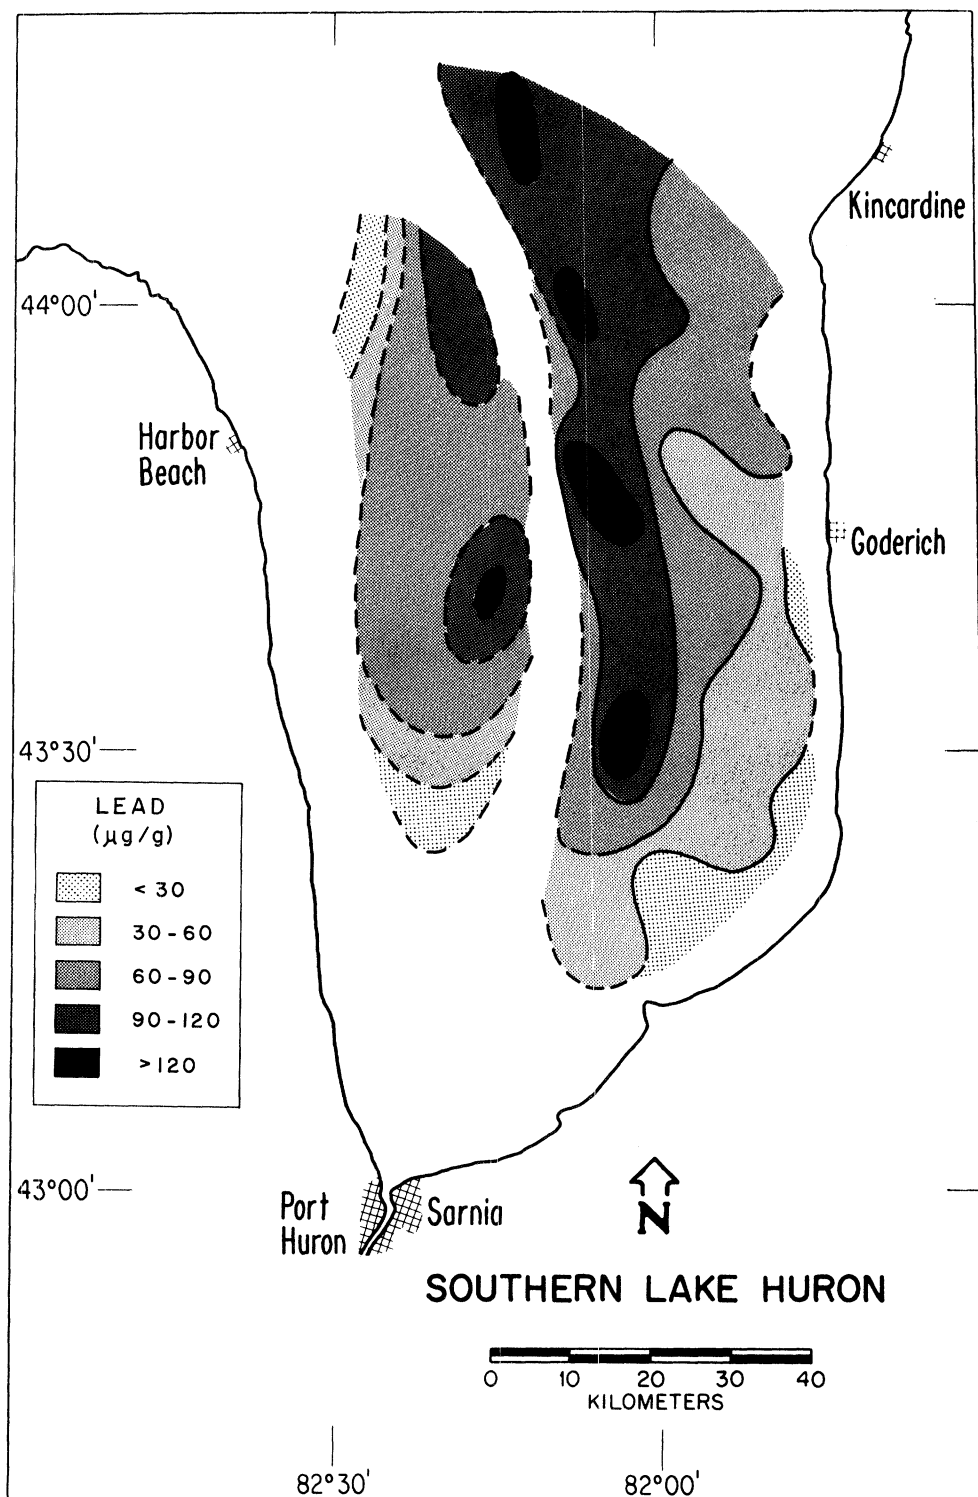 Kincardine
44°00'
Harbor
Beach
Goderich
43°30'
LEAD
(μg/g)
< 30
30-60
60-90
90-120
>120
43°00'
Port
Huron
Sarnia
N
SOUTHERN LAKE HURON
0 10 20 30 40
KILOMETERS
82°30' 82°00'